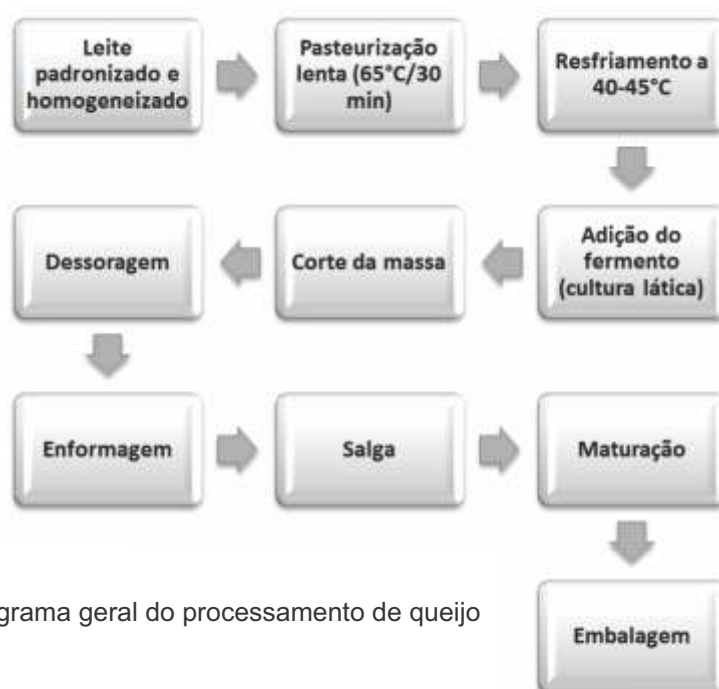 Leite
padronizado e
homogeneizado
Pasteurização
lenta (65°C/30
min)
Resfriamento a
40-45°C
Adição do
fermento
(cultura lática)
Corte da massa
Dessoragem
Enformagem
Salga
Maturação
Embalagem
grama geral do processamento de queijo